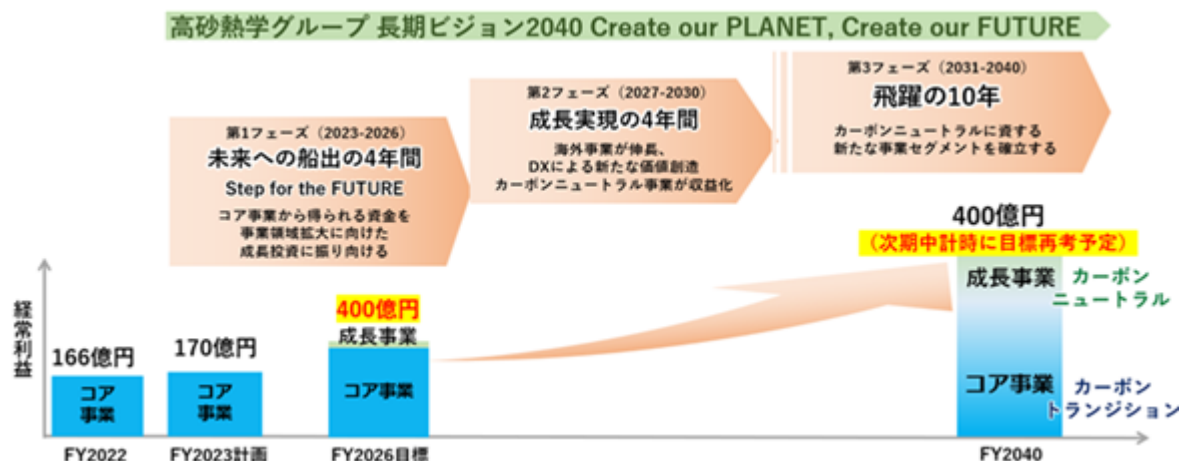 高砂熱学グループ 長期ビジョン2040 Create our PLANET, Create our FUTURE
第1フェーズ（2023-2026）
未来への船出の4年間
Step for the FUTURE
コア事業から得られる資金を
事業領域拡大に向けた
成長投資に振り向ける
第2フェーズ（2027-2030）
成長実現の4年間
海外事業が伸長、
DXによる新たな価値創造
カーボンニュートラル事業が収益化
第3フェーズ（2031-2040）
飛躍の10年
カーボンニュートラルに資する
新たな事業セグメントを確立する
経常利益
166億円
コア
事業
FY2022
170億円
コア
事業
FY2023計画
400億円
成長事業
コア事業
FY2026目標
400億円
（次期中計時に目標再考予定）
成長事業
カーボン
ニュートラル
コア事業
カーボン
トランジション
FY2040